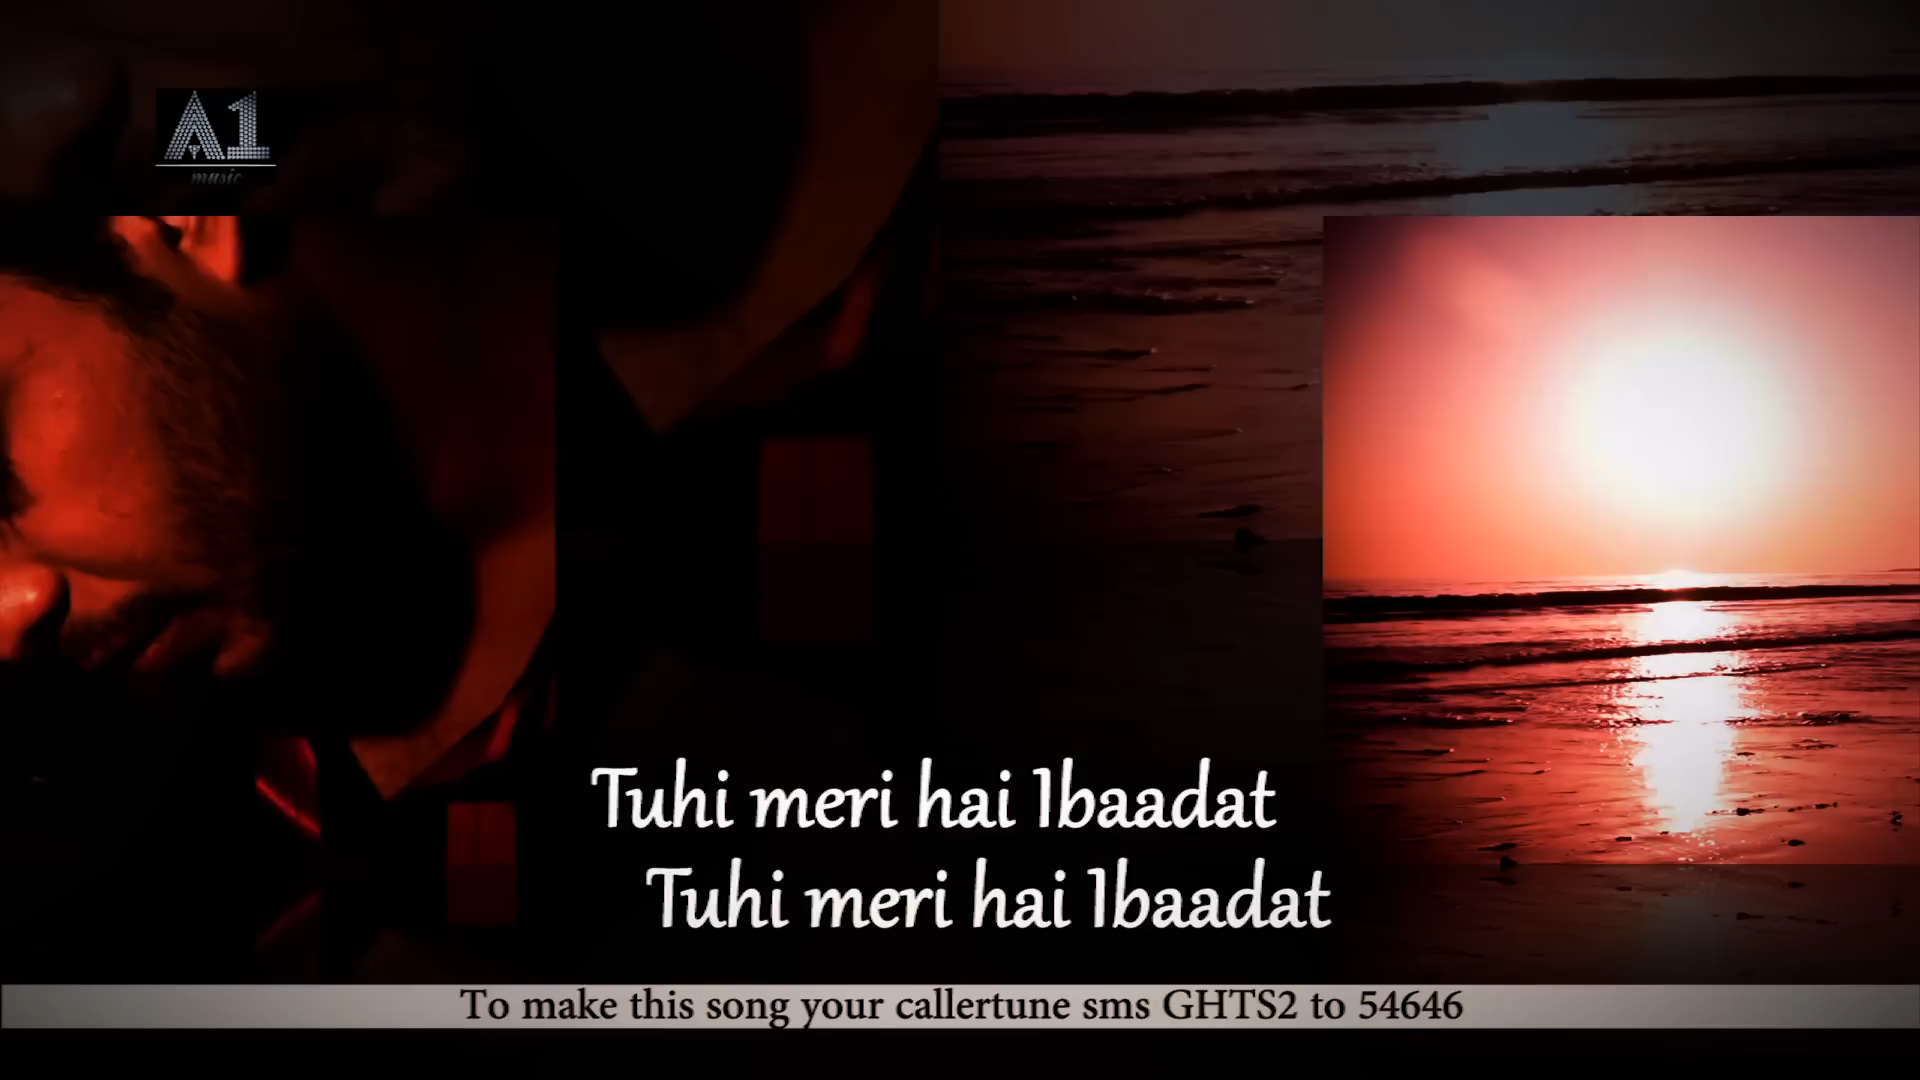 A1
music
Tuhi meri hai Ibaadat
Tuhi meri hai Ibaadat
To make this song your callertune sms GHTS2 to 54646